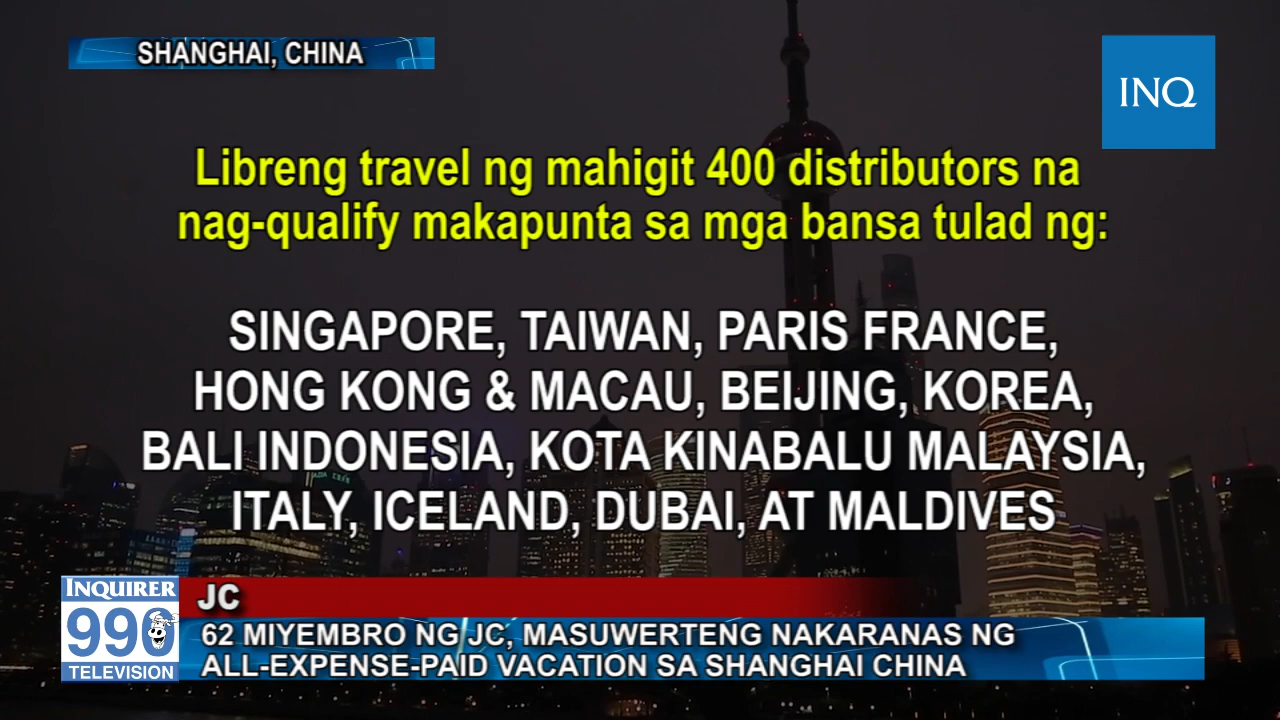 SHANGHAI, CHINA
INQ
Libreng travel ng mahigit 400 distributors na
nag-qualify makapunta sa mga bansa tulad ng:
SINGAPORE, TAIWAN, PARIS FRANCE,
HONG KONG & MACAU, BEIJING, KOREA,
BALI INDONESIA, KOTA KINABALU MALAYSIA,
ITALY, ICELAND, DUBAI, AT MALDIVES
INQUIRER
990
TELEVISION
JC
62 MIYEMBRO NG JC, MASUWERTENG NAKARANAS NG
ALL-EXPENSE-PAID VACATION SA SHANGHAI CHINA